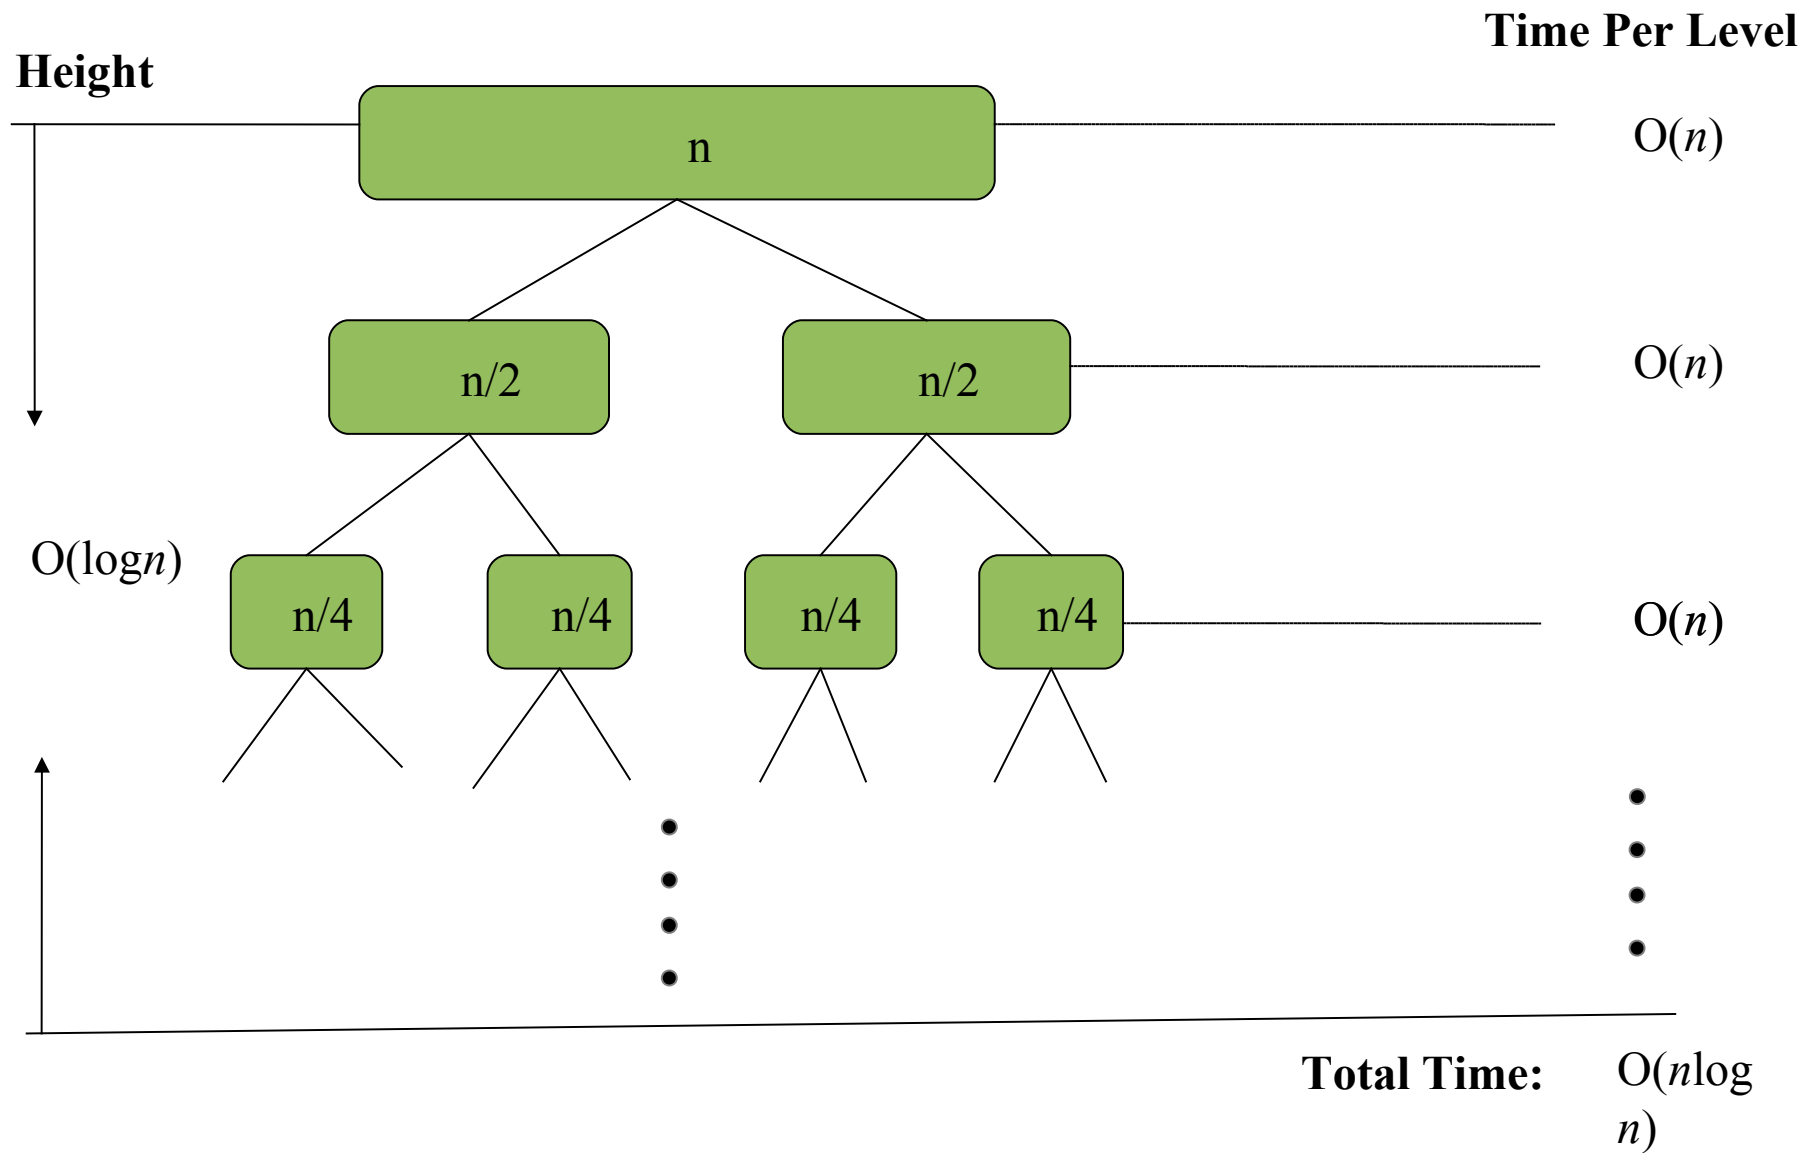 Time Per Level
Height
n
O(n)
n/2
n/2
O(n)
O(logn)
n/4
n/4
n/4
n/4
O(n)
Total Time:
O(nlog
n)